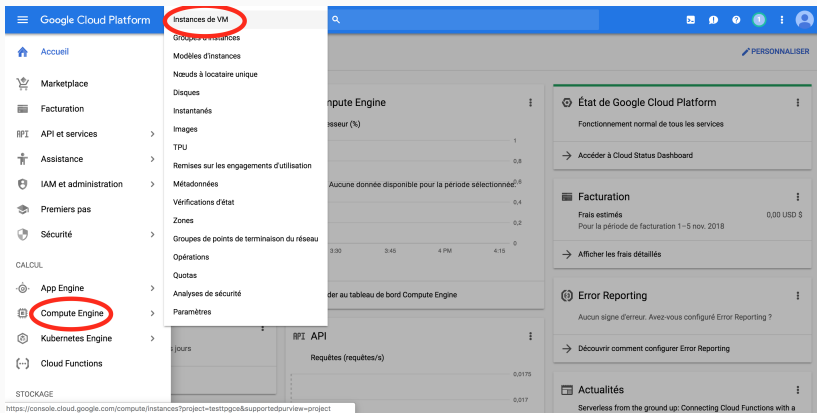 Google Cloud Platform
Instances de VM
Accueil
Groupes d'instances
PERSONNALISER
Modèles d'instances
Marketplace
Nœuds à locataire unique
Facturation
Disques
API et services
Instantanés
Assistance
Images
IAM et administration
TPU
Premiers pas
Remises sur les engagements d'utilisation
Sécurité
Métadonnées
Vérifications d'état
CALCUL
Zones
App Engine
Groupes de points de terminaison du réseau
Compute Engine
Opérations
Kubernetes Engine
Quotas
Cloud Functions
Analyses de sécurité
STOCKAGE
Paramètres
mpute Engine
esseur (%)
1
0,8
Aucune donnée disponible pour la période sélectionnée.
0,6
0,4
0,2
0
3:30 3:45 4 PM 4:15
der au tableau de bord Compute Engine
s jours
API API
Requêtes (requêtes/s)
0,0175
0,017
État de Google Cloud Platform
Fonctionnement normal de tous les services
Accéder à Cloud Status Dashboard
Facturation
Frais estimés 0,00 USD $
Pour la période de facturation 1–5 nov. 2018
Afficher les frais détaillés
Error Reporting
Aucun signe d'erreur. Avez-vous configuré Error Reporting ?
Découvrir comment configurer Error Reporting
Actualités
Serverless from the ground up: Connecting Cloud Functions with a
https://console.cloud.google.com/compute/instances?project=testtpgce&supportedpurview=project